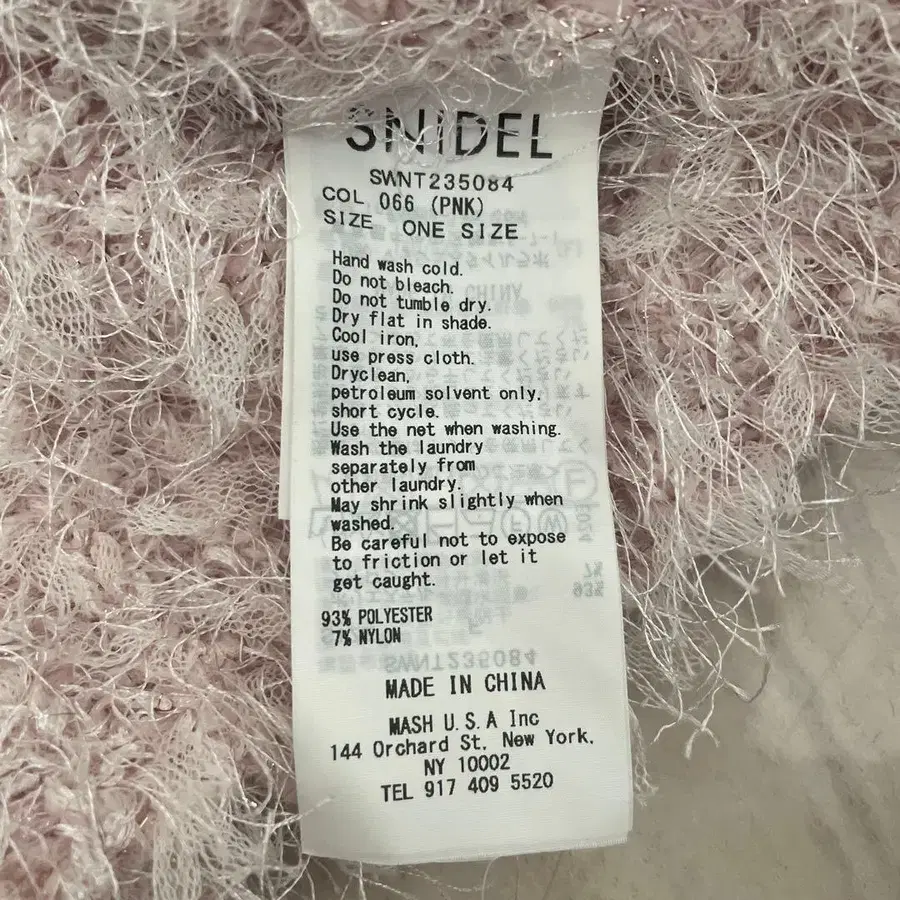 SNIDEL
SWNT235084
COL 066 (PNK)
SIZE ONE SIZE
Hand wash cold.
Do not bleach.
Do not tumble dry.
Dry flat in shade.
Cool iron,
use press cloth.
Dryclean,
petroleum solvent only.
short cycle.
Use the net when washing.
Wash the laundry
separately from
other laundry.
May shrink slightly when
washed.
Be careful not to expose
to friction or let it
get caught.
93% POLYESTER
7% NYLON
MADE IN CHINA
MASH U.S.A Inc
144 Orchard St, New York,
NY 10002
TEL 917 409 5520